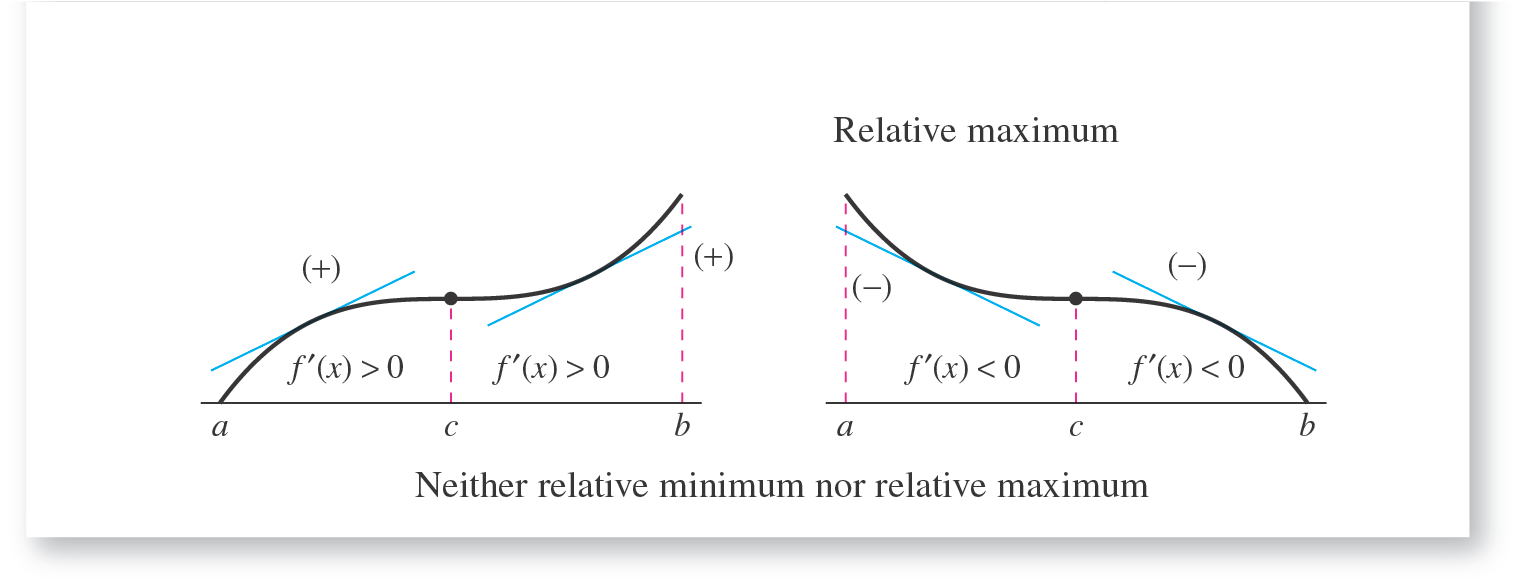 Relative maximum
(+)
(+)
(−)
(−)
f′(x) > 0
f′(x) > 0
f′(x) < 0
f′(x) < 0
a
c
b
a
c
b
Neither relative minimum nor relative maximum